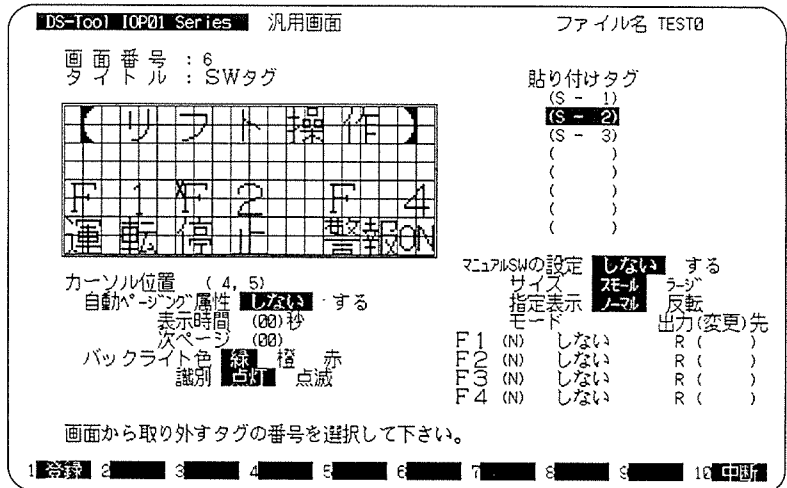 DS-Tool IOP01 Series 汎用画面 ファイル名 TEST0
画面番号 : 6
タイトル : SWタグ
貼り付けタグ
(S - 1)
(S - 2)
(S - 3)
( )
( )
( )
( )
( )
【リフト操作】
F 1 F 2 F 4
運転 停止 警報ON
カーソル位置 ( 4, 5)
自動ページング属性 しない する
表示時間 (00)秒
次ページ (00)
バックライト色 緑 橙 赤
識別 点灯 点滅
マニュアルSWの設定 しない する
サイズ スモール ラージ
指定表示 ノーマル 反転
モード 出力(変更)先
F1 (N) しない R ( )
F2 (N) しない R ( )
F3 (N) しない R ( )
F4 (N) しない R ( )
画面から取り外すタグの番号を選択して下さい。
1 登録 2 3 4 5 6 7 8 9 10 中断